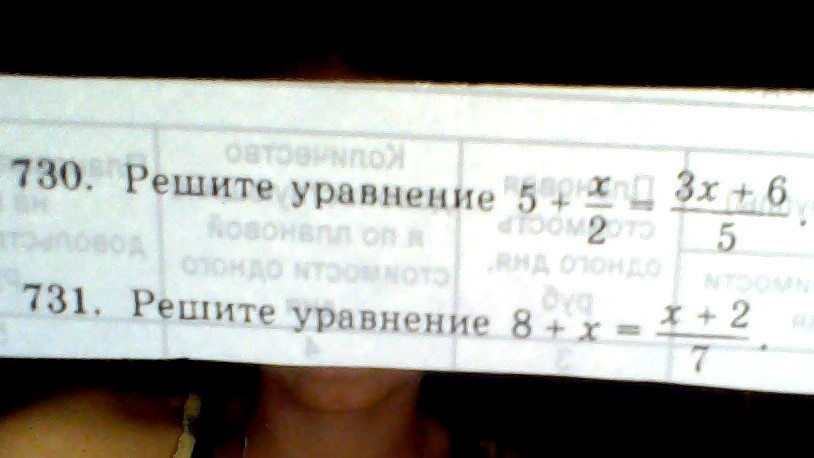 730. Решите уравнение 5 + x/2 = (3x + 6)/5.
731. Решите уравнение 8 + x = (x + 2)/7.